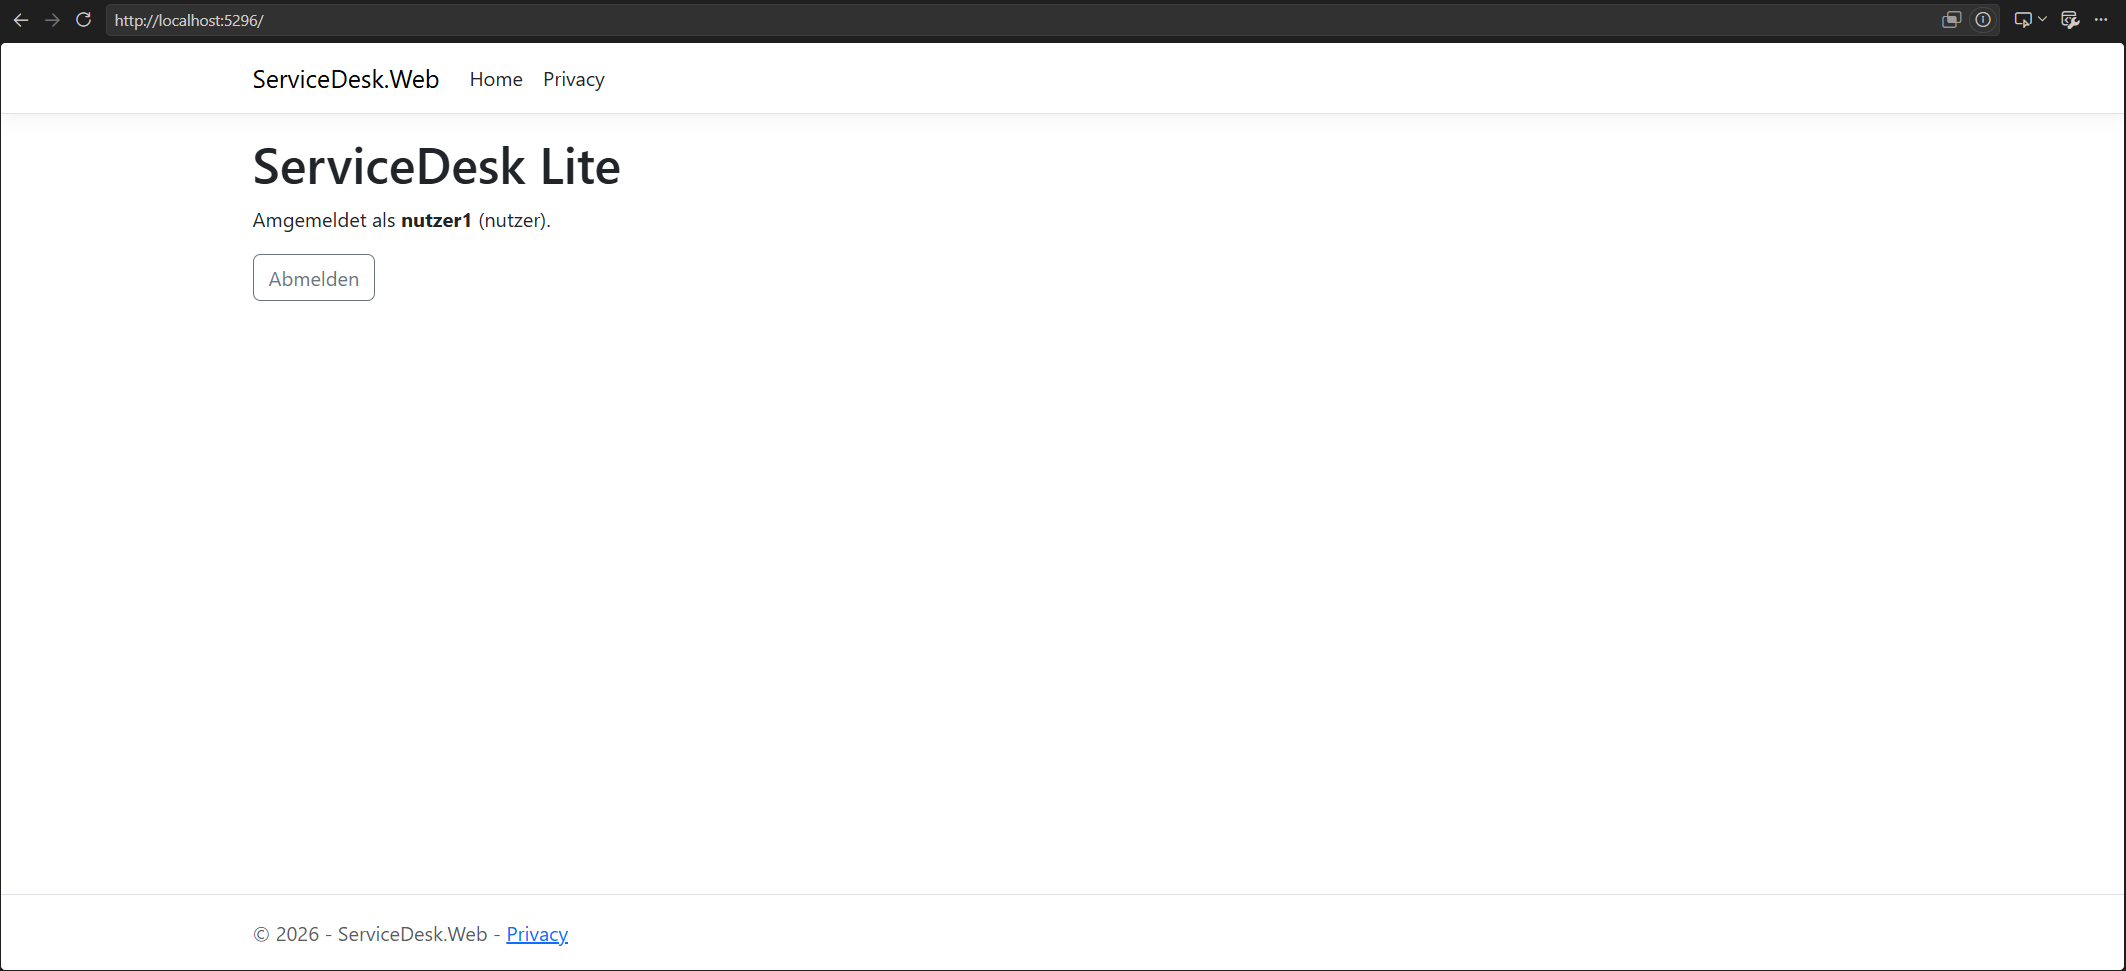 http://localhost:5296/
ServiceDesk.Web Home Privacy
ServiceDesk Lite
Amgemeldet als nutzer1 (nutzer).
Abmelden
© 2026 - ServiceDesk.Web - Privacy